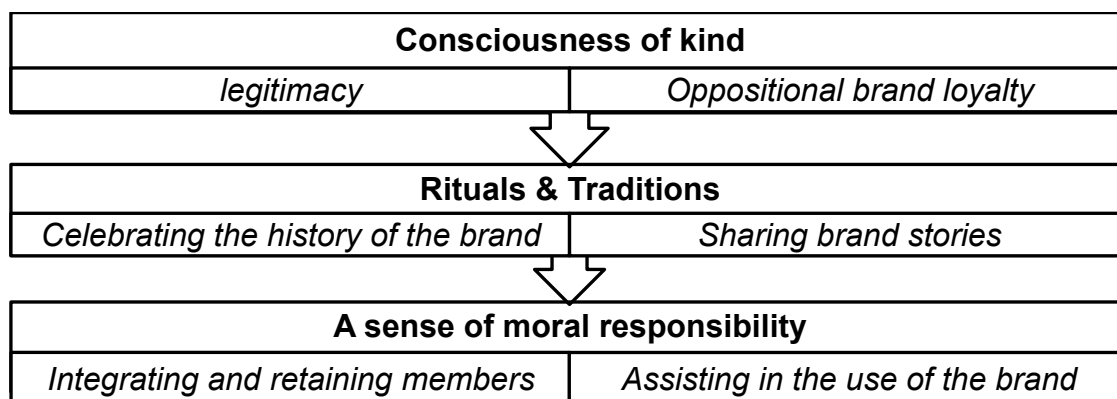 Consciousness of kind
legitimacy
Oppositional brand loyalty
Rituals & Traditions
Celebrating the history of the brand
Sharing brand stories
A sense of moral responsibility
Integrating and retaining members
Assisting in the use of the brand